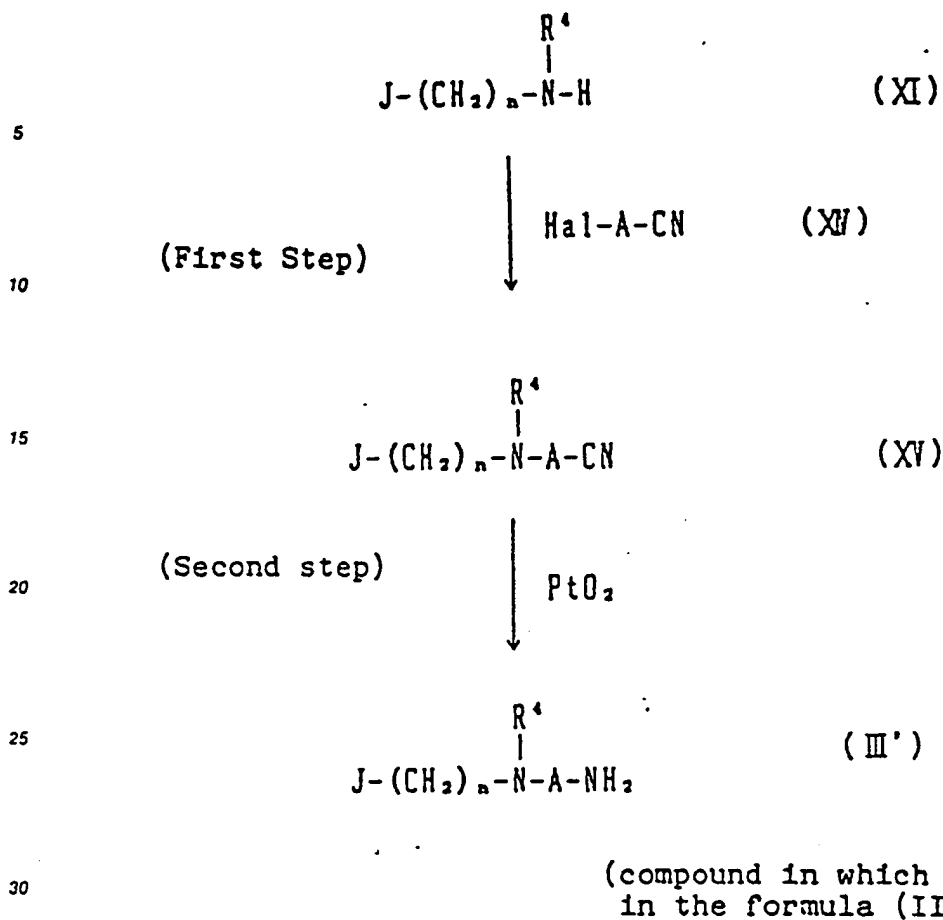 R⁴
|
J-(CH₂)ₙ-N-H (XI)
5
Hal-A-CN (XIV)
(First Step)
10
R⁴
|
15
J-(CH₂)ₙ-N-A-CN (XV)
(Second step)
20
PtO₂
R⁴
25
|
(III')
J-(CH₂)ₙ-N-A-NH₂
(compound in which
30
in the formula (II